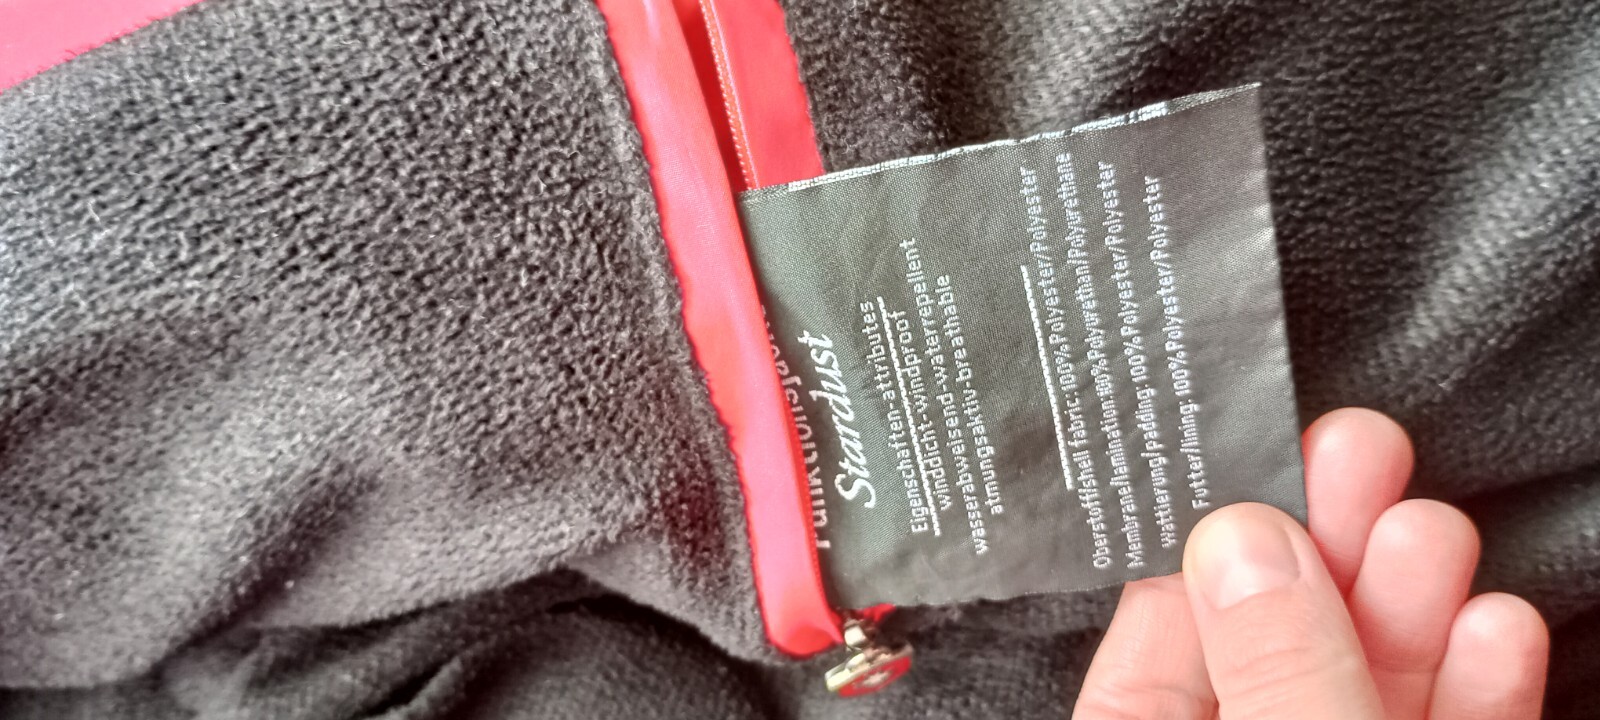 Funktionsjacke
Stardust
Eigenschaften-attributes
winddicht-windproof
wasserabweisend-waterrepellent
atmungsaktiv-breathable
Oberstoff/shell fabric:100%Polyester/Polyester
Membrane/lamination:100%Polyurethan/Polyurethane
wattierung/padding:100%Polyester/Polyester
Futter/lining:100%Polyester/Polyester